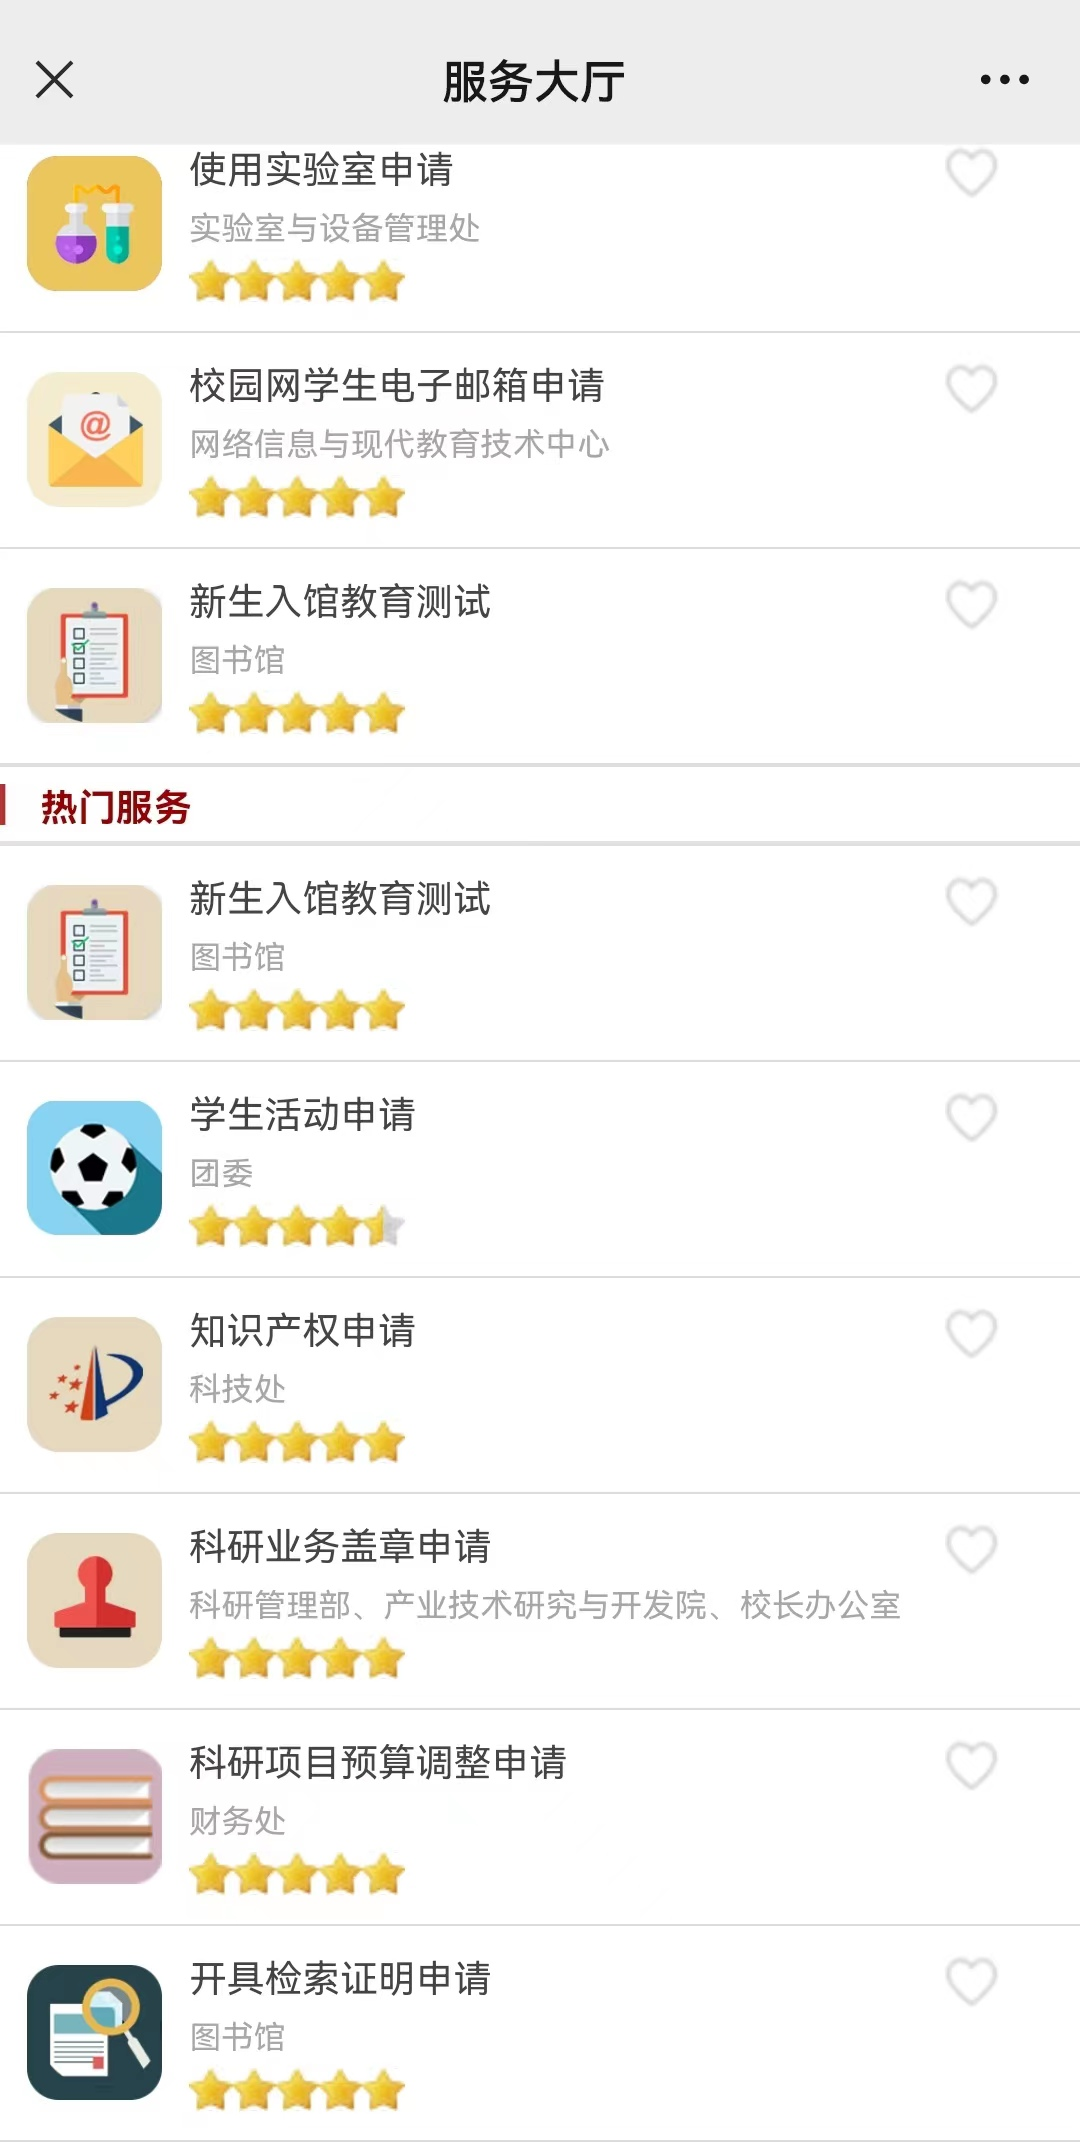 服务大厅
使用实验室申请
实验室与设备管理处
校园网学生电子邮箱申请
网络信息与现代教育技术中心
新生入馆教育测试
图书馆
热门服务
新生入馆教育测试
图书馆
学生活动申请
团委
知识产权申请
科技处
科研业务盖章申请
科研管理部、产业技术研究与开发院、校长办公室
科研项目预算调整申请
财务处
开具检索证明申请
图书馆